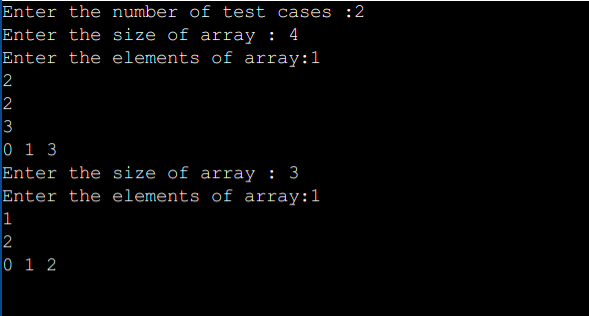 Enter the number of test cases :2
Enter the size of array : 4
Enter the elements of array:1
2
2
3
0 1 3
Enter the size of array : 3
Enter the elements of array:1
1
2
0 1 2